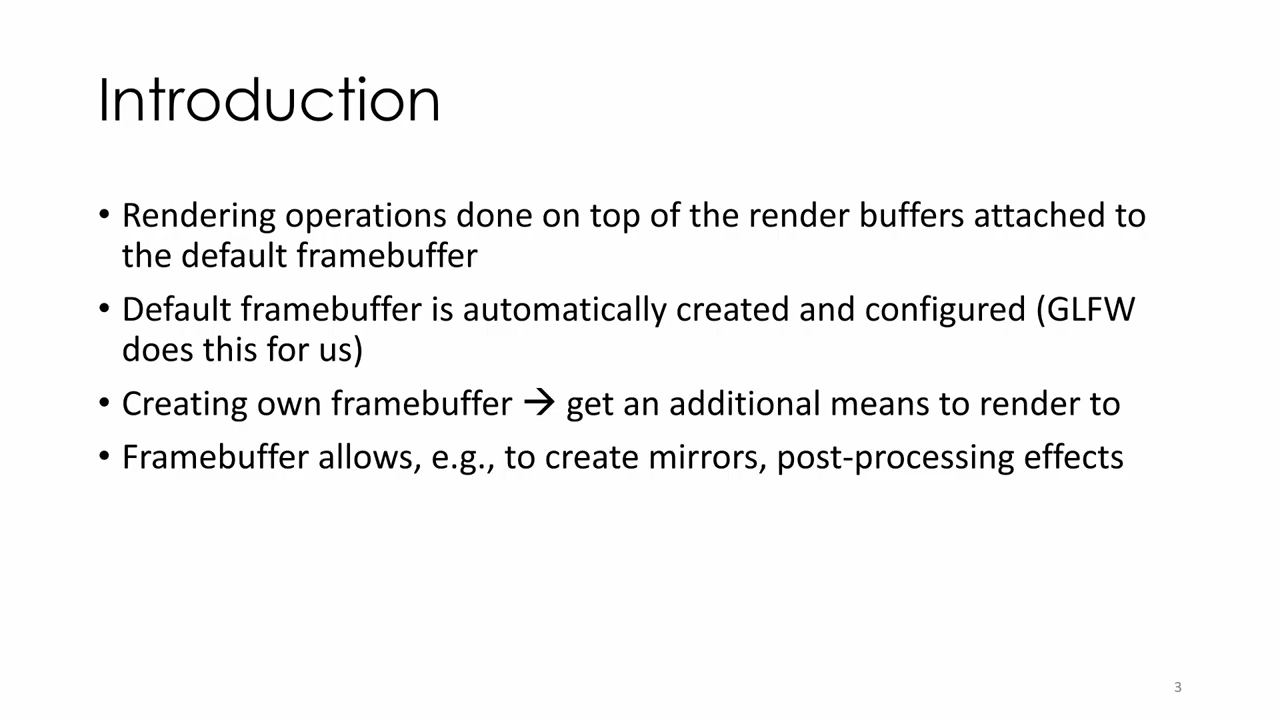 Introduction
• Rendering operations done on top of the render buffers attached to
the default framebuffer
• Default framebuffer is automatically created and configured (GLFW
does this for us)
• Creating own framebuffer → get an additional means to render to
• Framebuffer allows, e.g., to create mirrors, post-processing effects
3